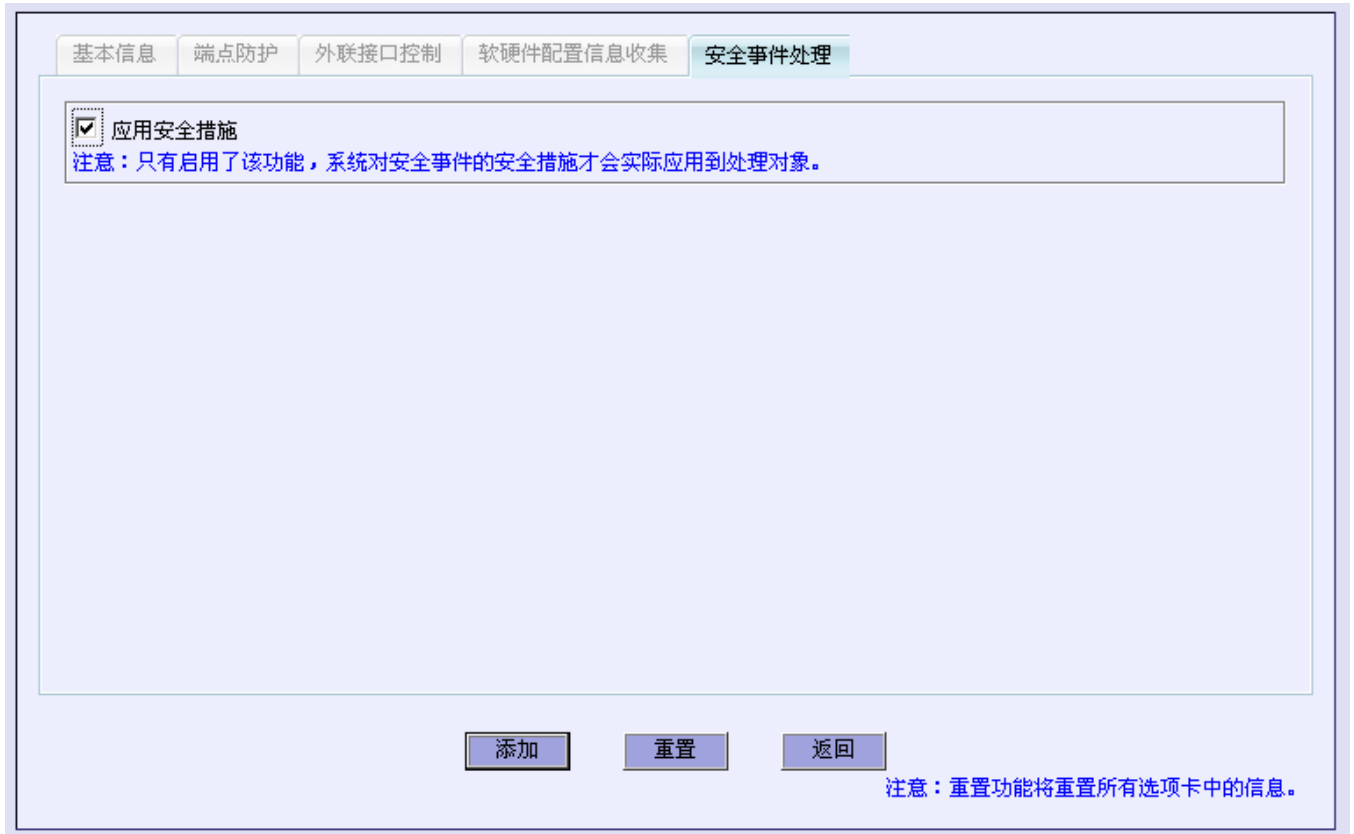 基本信息 端点防护 外联接口控制 软硬件配置信息收集 安全事件处理
应用安全措施
注意：只有启用了该功能，系统对安全事件的安全措施才会实际应用到处理对象。
添加 重置 返回
注意：重置功能将重置所有选项卡中的信息。